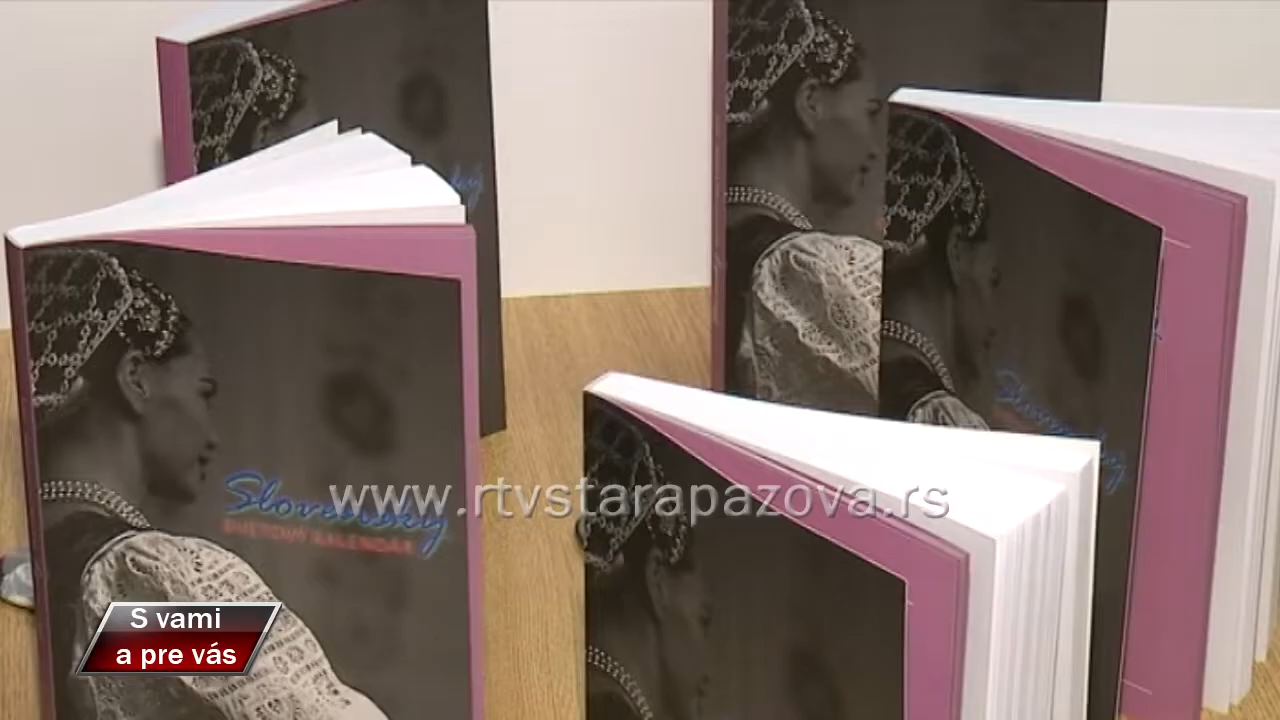 Slovenský
SVETOVÝ KALENDÁR
www.rtvstarapazova.rs
S vami
a pre vás